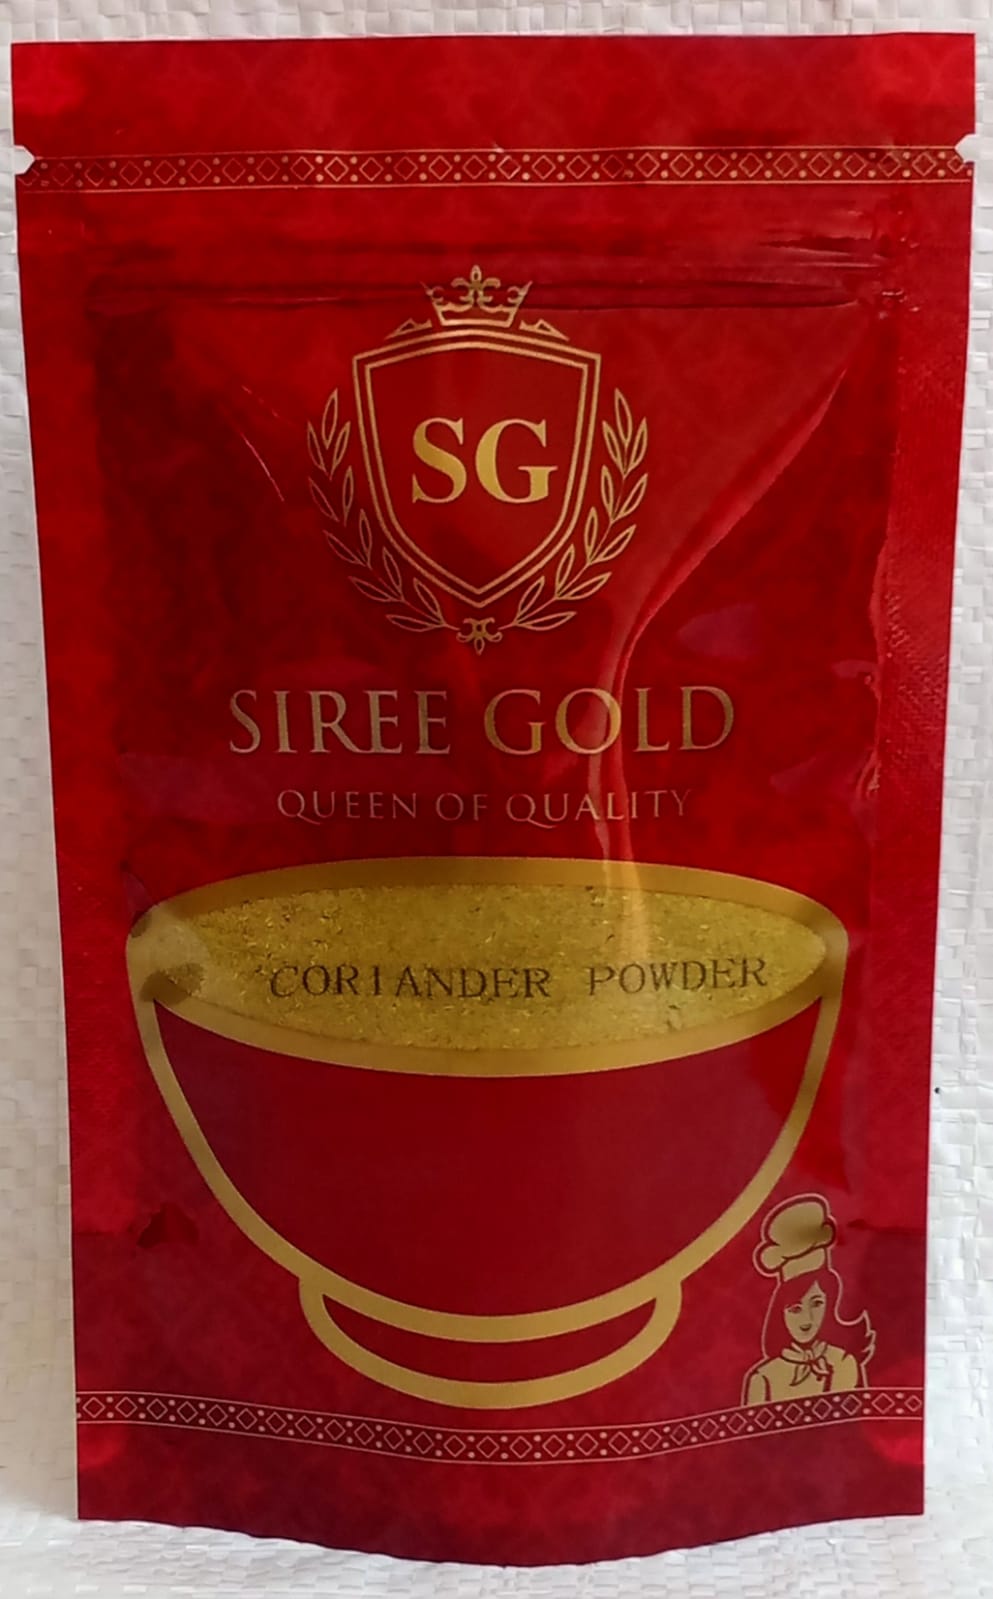 SG
SIREE GOLD
QUEEN OF QUALITY
CORIANDER POWDER